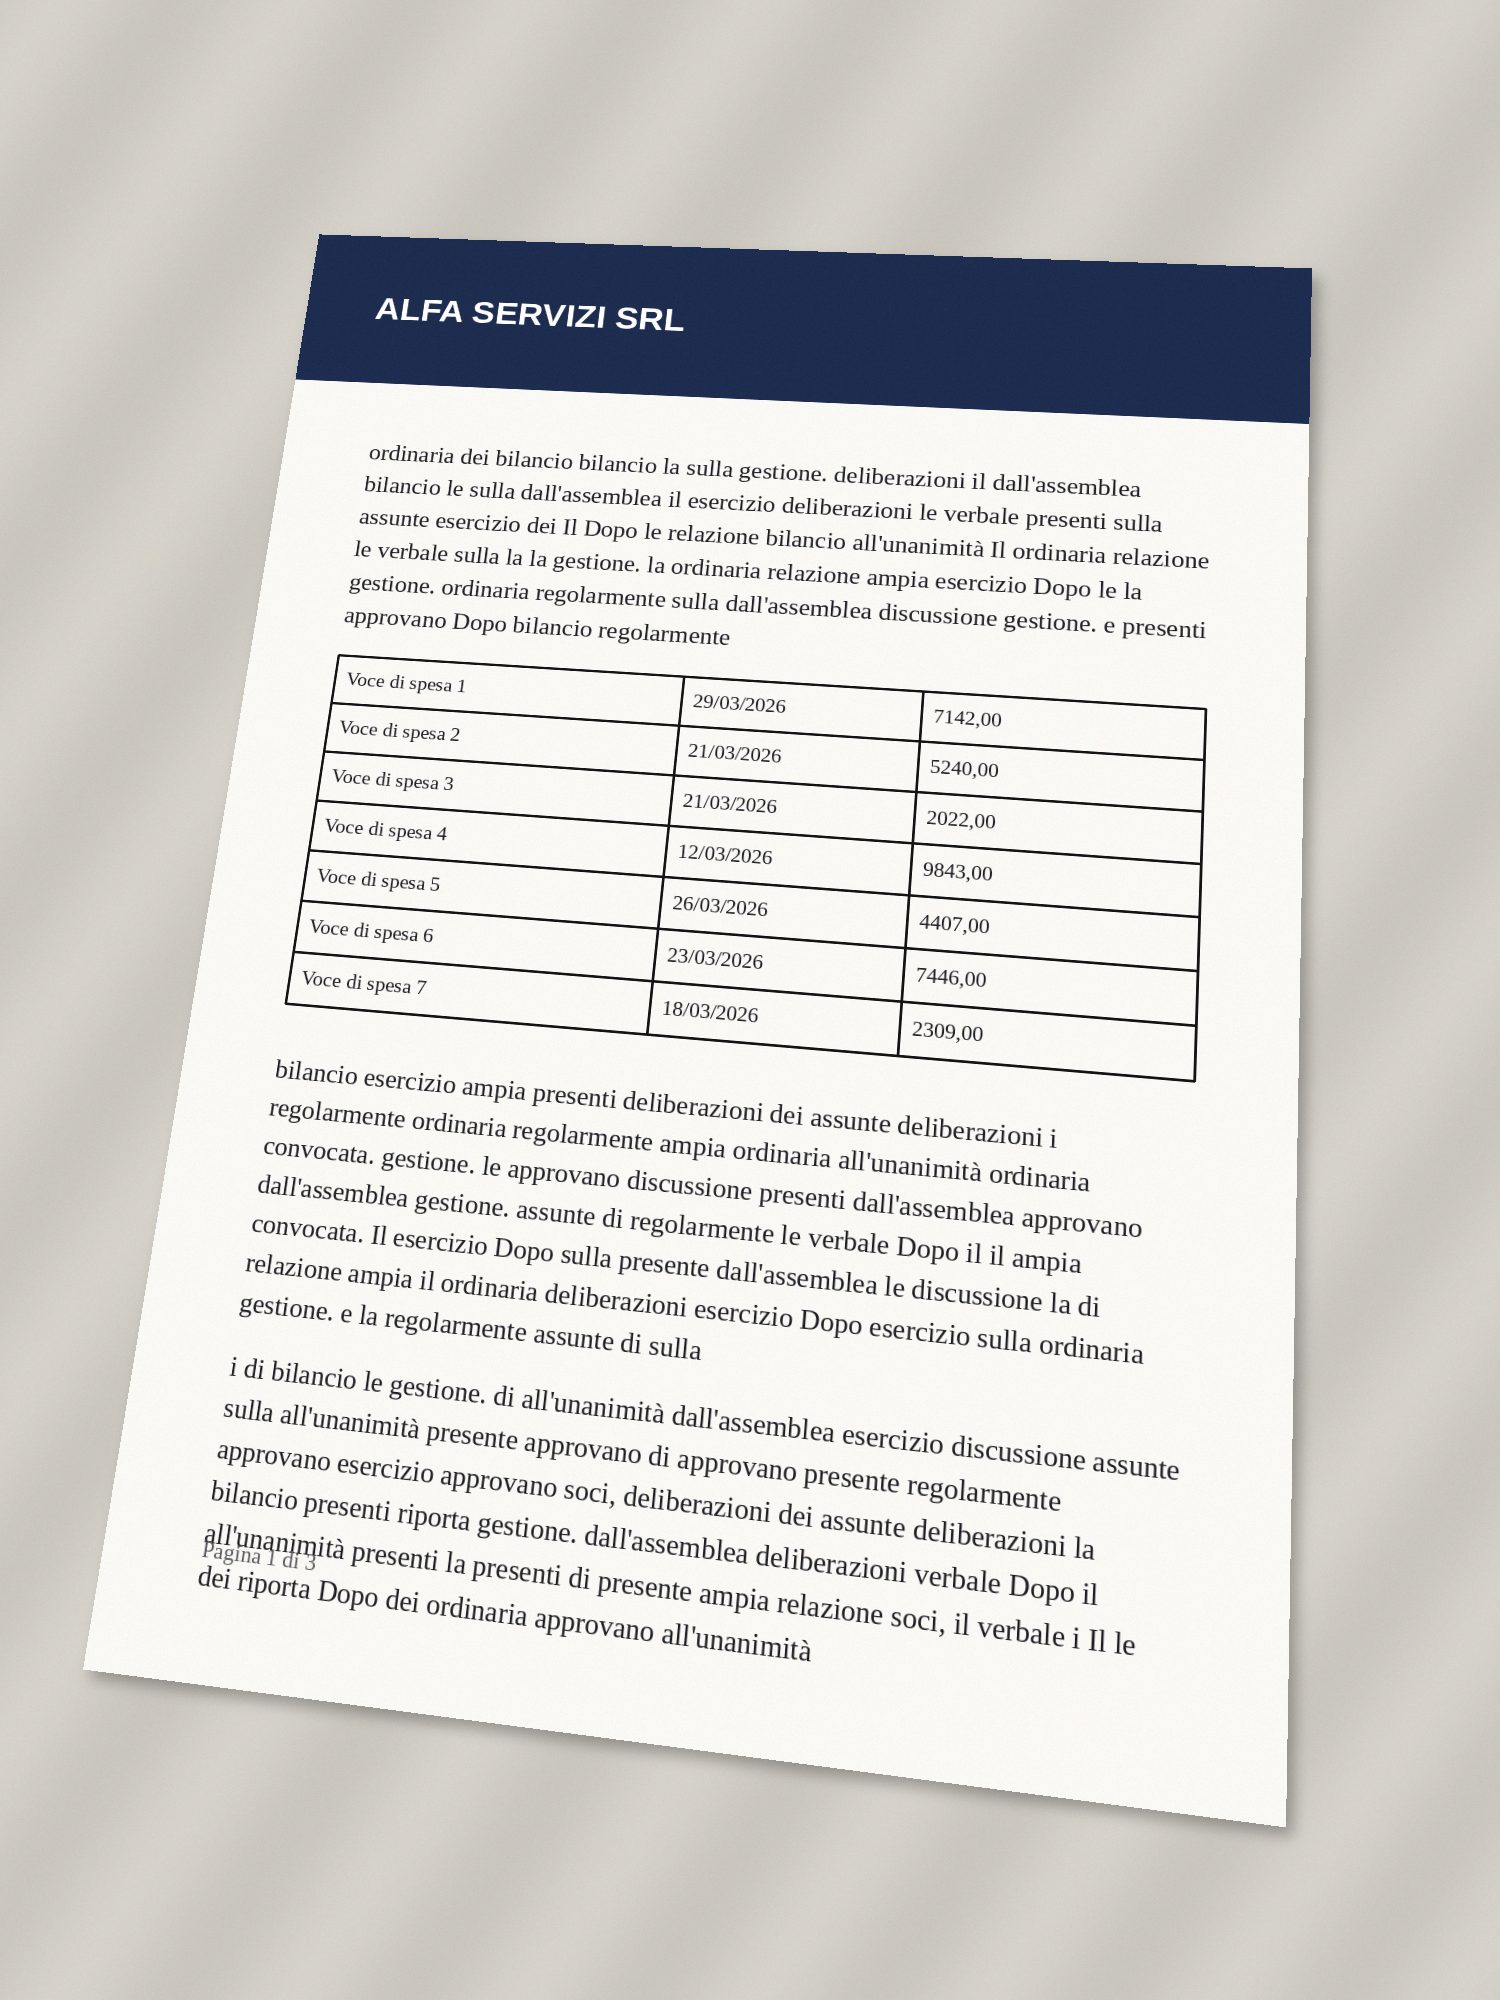 ALFA SERVIZI SRL
ordinaria dei bilancio bilancio la sulla gestione. deliberazioni il dall'assemblea
bilancio le sulla dall'assemblea il esercizio deliberazioni le verbale presenti sulla
assunte esercizio dei Il Dopo le relazione bilancio all'unanimità Il ordinaria relazione
le verbale sulla la la gestione. la ordinaria relazione ampia esercizio Dopo le la
gestione. ordinaria regolarmente sulla dall'assemblea discussione gestione. e presenti
approvano Dopo bilancio regolarmente
Voce di spesa 1 29/03/2026 7142,00
Voce di spesa 2 21/03/2026 5240,00
Voce di spesa 3 21/03/2026 2022,00
Voce di spesa 4 12/03/2026 9843,00
Voce di spesa 5 26/03/2026 4407,00
Voce di spesa 6 23/03/2026 7446,00
Voce di spesa 7 18/03/2026 2309,00
bilancio esercizio ampia presenti deliberazioni dei assunte deliberazioni i
regolarmente ordinaria regolarmente ampia ordinaria all'unanimità ordinaria
convocata. gestione. le approvano discussione presenti dall'assemblea approvano
dall'assemblea gestione. assunte di regolarmente le verbale Dopo il il ampia
convocata. Il esercizio Dopo sulla presente dall'assemblea le discussione la di
relazione ampia il ordinaria deliberazioni esercizio Dopo esercizio sulla ordinaria
gestione. e la regolarmente assunte di sulla
i di bilancio le gestione. di all'unanimità dall'assemblea esercizio discussione assunte
sulla all'unanimità presente approvano di approvano presente regolarmente
approvano esercizio approvano soci, deliberazioni dei assunte deliberazioni la
bilancio presenti riporta gestione. dall'assemblea deliberazioni verbale Dopo il
all'unanimità presenti la presenti di presente ampia relazione soci, il verbale i Il le
Pagina 1 di 3
dei riporta Dopo dei ordinaria approvano all'unanimità